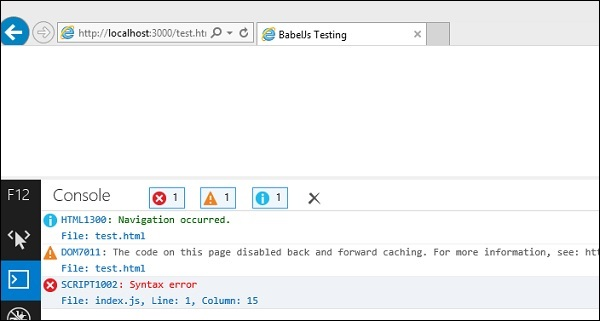 http://localhost:3000/test.ht
BabelJs Testing
F12 Console 1 1 1
HTML1300: Navigation occurred.
File: test.html
DOM7011: The code on this page disabled back and forward caching. For more information, see:
File: test.html
SCRIPT1002: Syntax error
File: index.js, Line: 1, Column: 15